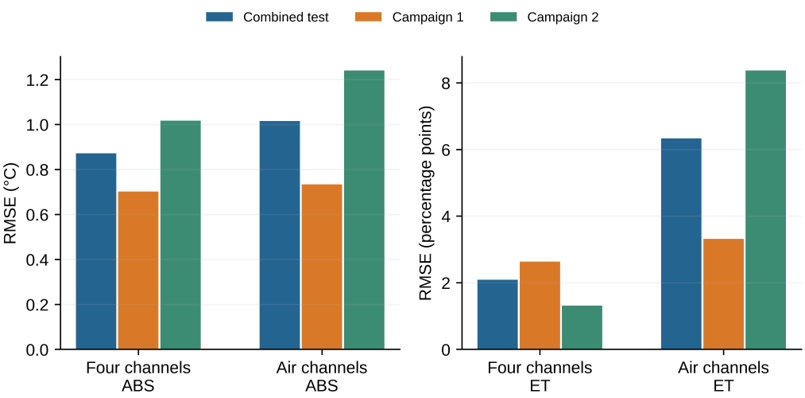 Combined test Campaign 1 Campaign 2
RMSE (°C)
1.2
1.0
0.8
0.6
0.4
0.2
0.0
Four channels
ABS
Air channels
ABS
RMSE (percentage points)
8
6
4
2
0
Four channels
ET
Air channels
ET